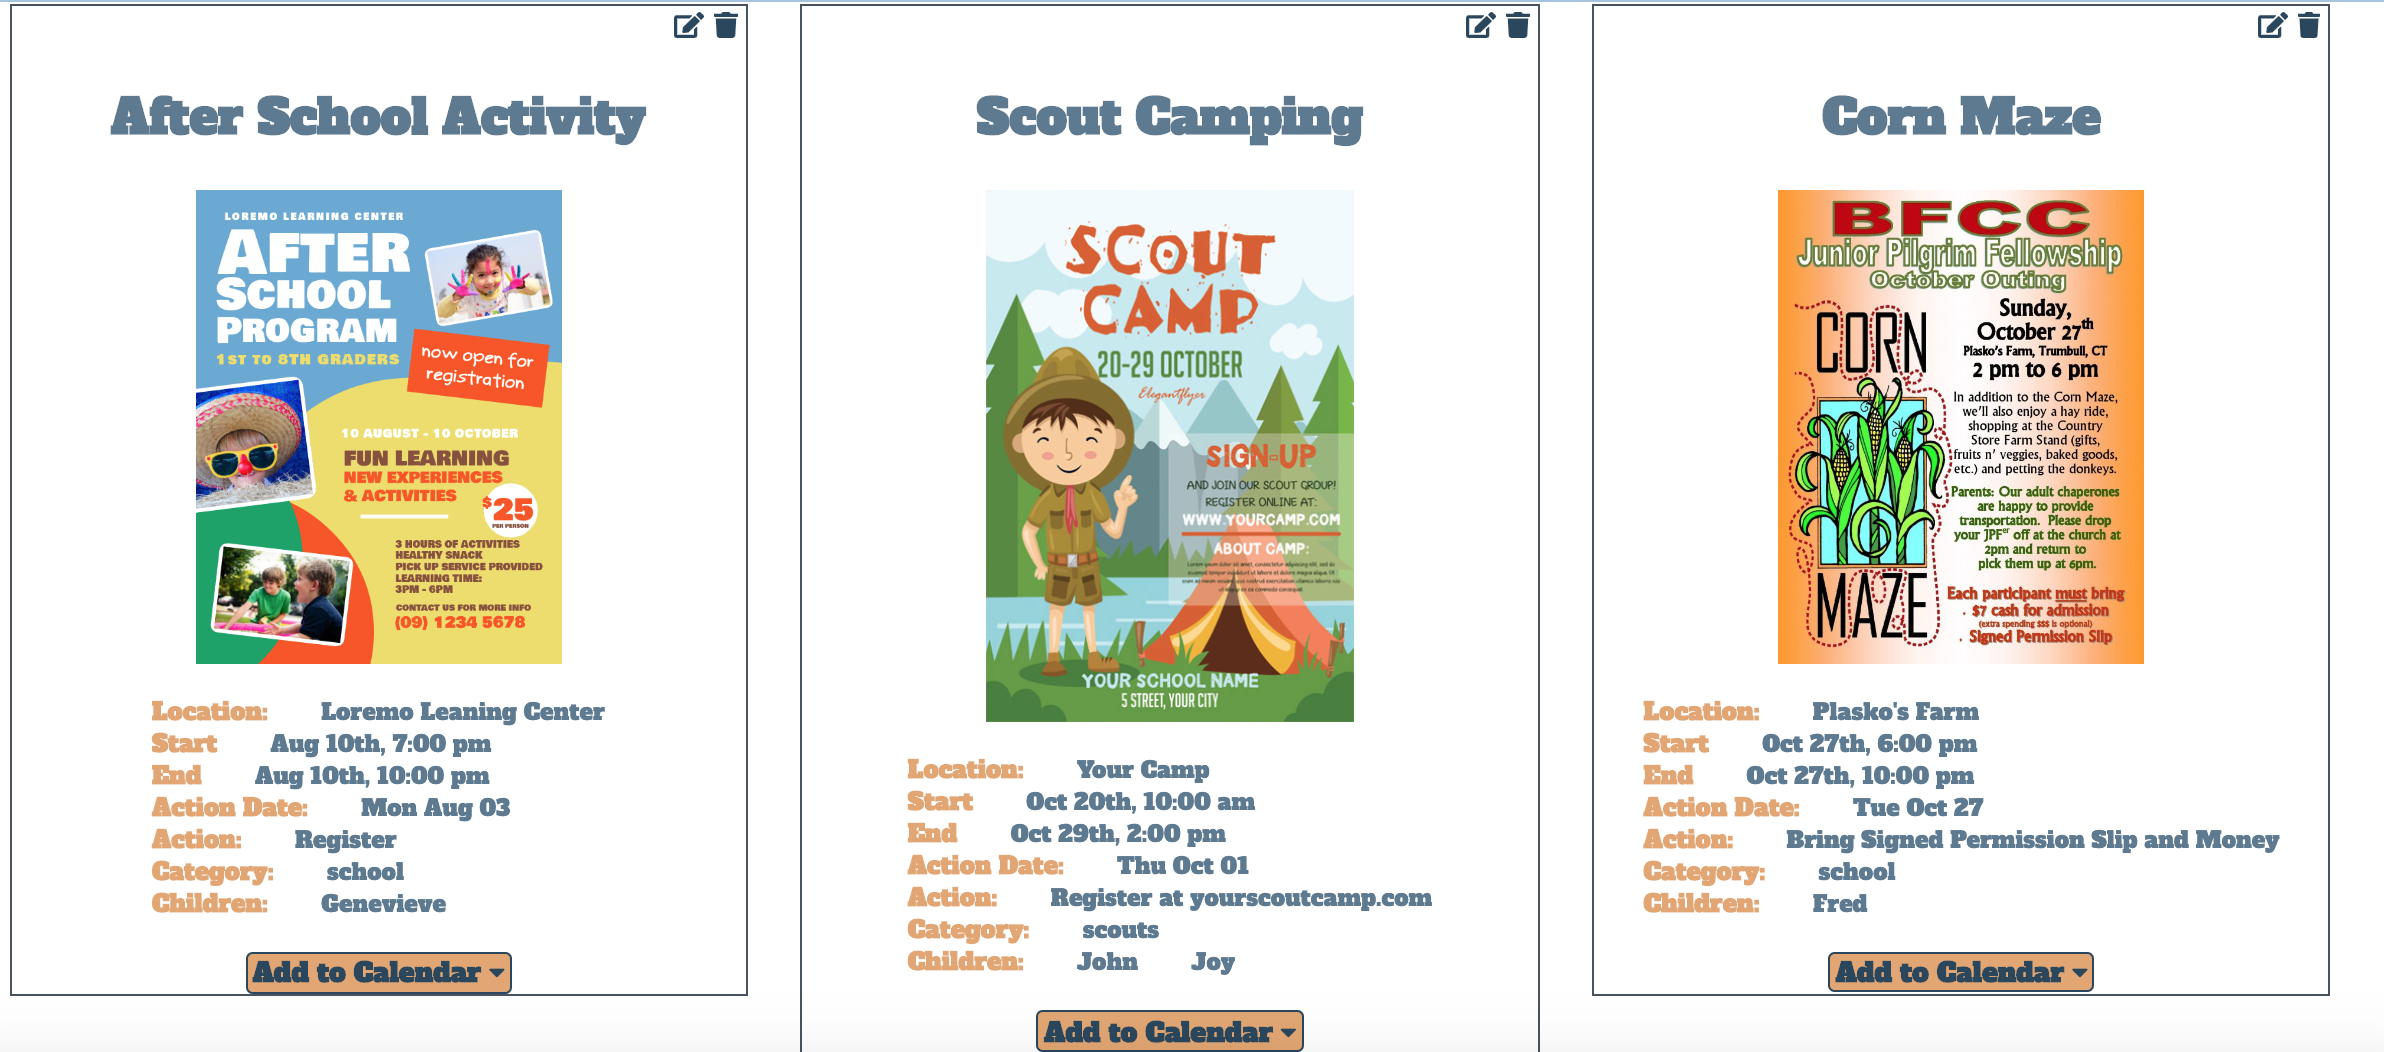 After School Activity
LOREMO LEARNING CENTER
AFTER
SCHOOL
PROGRAM
1ST TO 8TH GRADERS
now open for
registration
10 AUGUST - 10 OCTOBER
FUN LEARNING
NEW EXPERIENCES
& ACTIVITIES
$25
PER PERSON
3 HOURS OF ACTIVITIES
HEALTHY SNACK
PICK UP SERVICE PROVIDED
LEARNING TIME:
3PM - 6PM
CONTACT US FOR MORE INFO
(09) 1234 5678
Location: Loremo Leaning Center
Start Aug 10th, 7:00 pm
End Aug 10th, 10:00 pm
Action Date: Mon Aug 03
Action: Register
Category: school
Children: Genevieve
Add to Calendar
Scout Camping
SCOUT
CAMP
20-29 OCTOBER
Elegantflyer
SIGN-UP
AND JOIN OUR SCOUT GROUP!
REGISTER ONLINE AT:
WWW.YOURCAMP.COM
ABOUT CAMP:
YOUR SCHOOL NAME
5 STREET, YOUR CITY
Location: Your Camp
Start Oct 20th, 10:00 am
End Oct 29th, 2:00 pm
Action Date: Thu Oct 01
Action: Register at yourscoutcamp.com
Category: scouts
Children: John Joy
Add to Calendar
Corn Maze
BFCC
Junior Pilgrim Fellowship
October Outing
CORN
MAZE
Sunday,
October 27th
Plasko's Farm, Trumbull, CT
2 pm to 6 pm
In addition to the Corn Maze,
we'll also enjoy a hay ride,
shopping at the Country
Store Farm Stand (gifts,
fruits n' veggies, baked goods,
etc.) and petting the donkeys.
Parents: Our adult chaperones
are happy to provide
transportation. Please drop
your JPFer off at the church at
2pm and return to
pick them up at 6pm.
Each participant must bring
· $7 cash for admission
(extra spending $$$ is optional)
· Signed Permission Slip
Location: Plasko's Farm
Start Oct 27th, 6:00 pm
End Oct 27th, 10:00 pm
Action Date: Tue Oct 27
Action: Bring Signed Permission Slip and Money
Category: school
Children: Fred
Add to Calendar